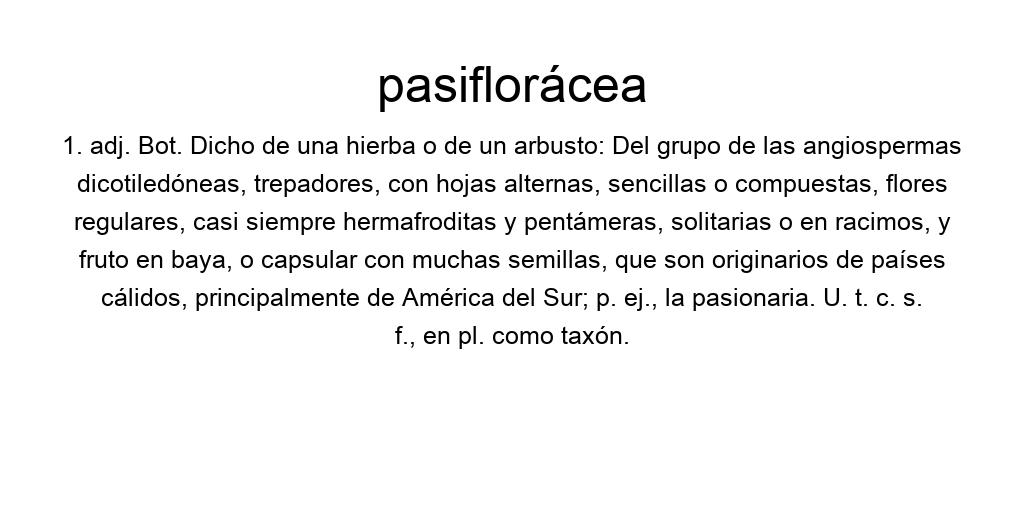 pasiflorácea
1. adj. Bot. Dicho de una hierba o de un arbusto: Del grupo de las angiospermas
dicotiledóneas, trepadores, con hojas alternas, sencillas o compuestas, flores
regulares, casi siempre hermafroditas y pentámeras, solitarias o en racimos, y
fruto en baya, o capsular con muchas semillas, que son originarios de países
cálidos, principalmente de América del Sur; p. ej., la pasionaria. U. t. c. s.
f., en pl. como taxón.